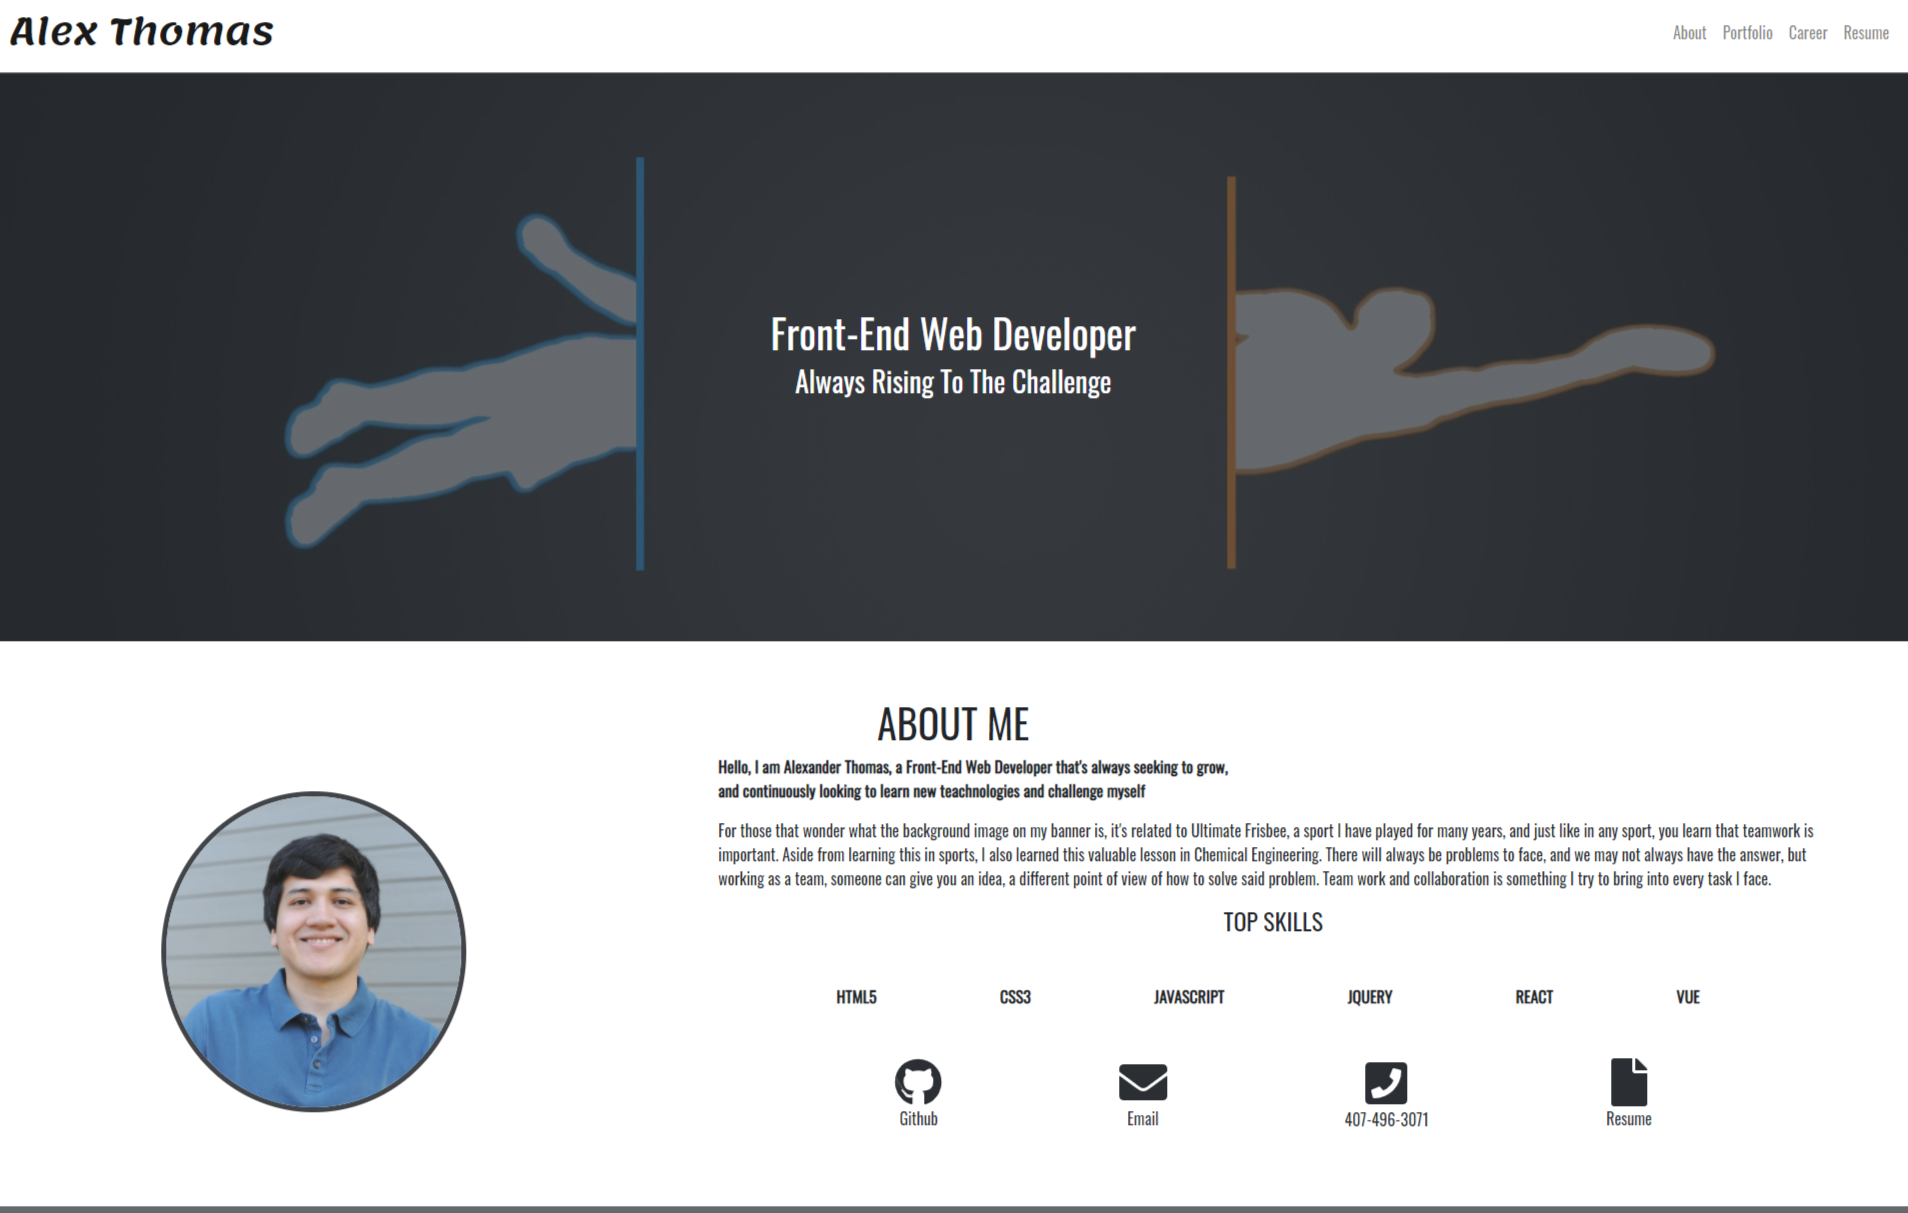 Alex Thomas
About Portfolio Career Resume
Front-End Web Developer
Always Rising To The Challenge
ABOUT ME
Hello, I am Alexander Thomas, a Front-End Web Developer that's always seeking to grow,
and continuously looking to learn new teachnologies and challenge myself
For those that wonder what the background image on my banner is, it's related to Ultimate Frisbee, a sport I have played for many years, and just like in any sport, you learn that teamwork is
important. Aside from learning this in sports, I also learned this valuable lesson in Chemical Engineering. There will always be problems to face, and we may not always have the answer, but
working as a team, someone can give you an idea, a different point of view of how to solve said problem. Team work and collaboration is something I try to bring into every task I face.
TOP SKILLS
HTML5 CSS3 JAVASCRIPT JQUERY REACT VUE
Github Email 407-496-3071 Resume